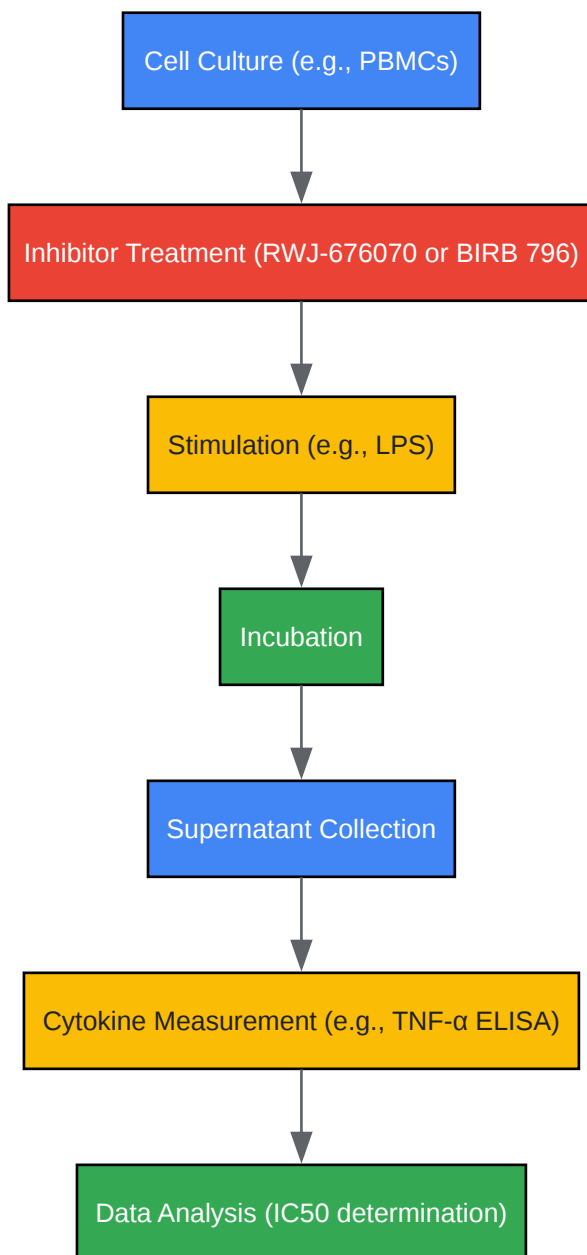 Cell Culture (e.g., PBMCs)
Inhibitor Treatment (RWJ-676070 or BIRB 796)
Stimulation (e.g., LPS)
Incubation
Supernatant Collection
Cytokine Measurement (e.g., TNF-α ELISA)
Data Analysis (IC50 determination)